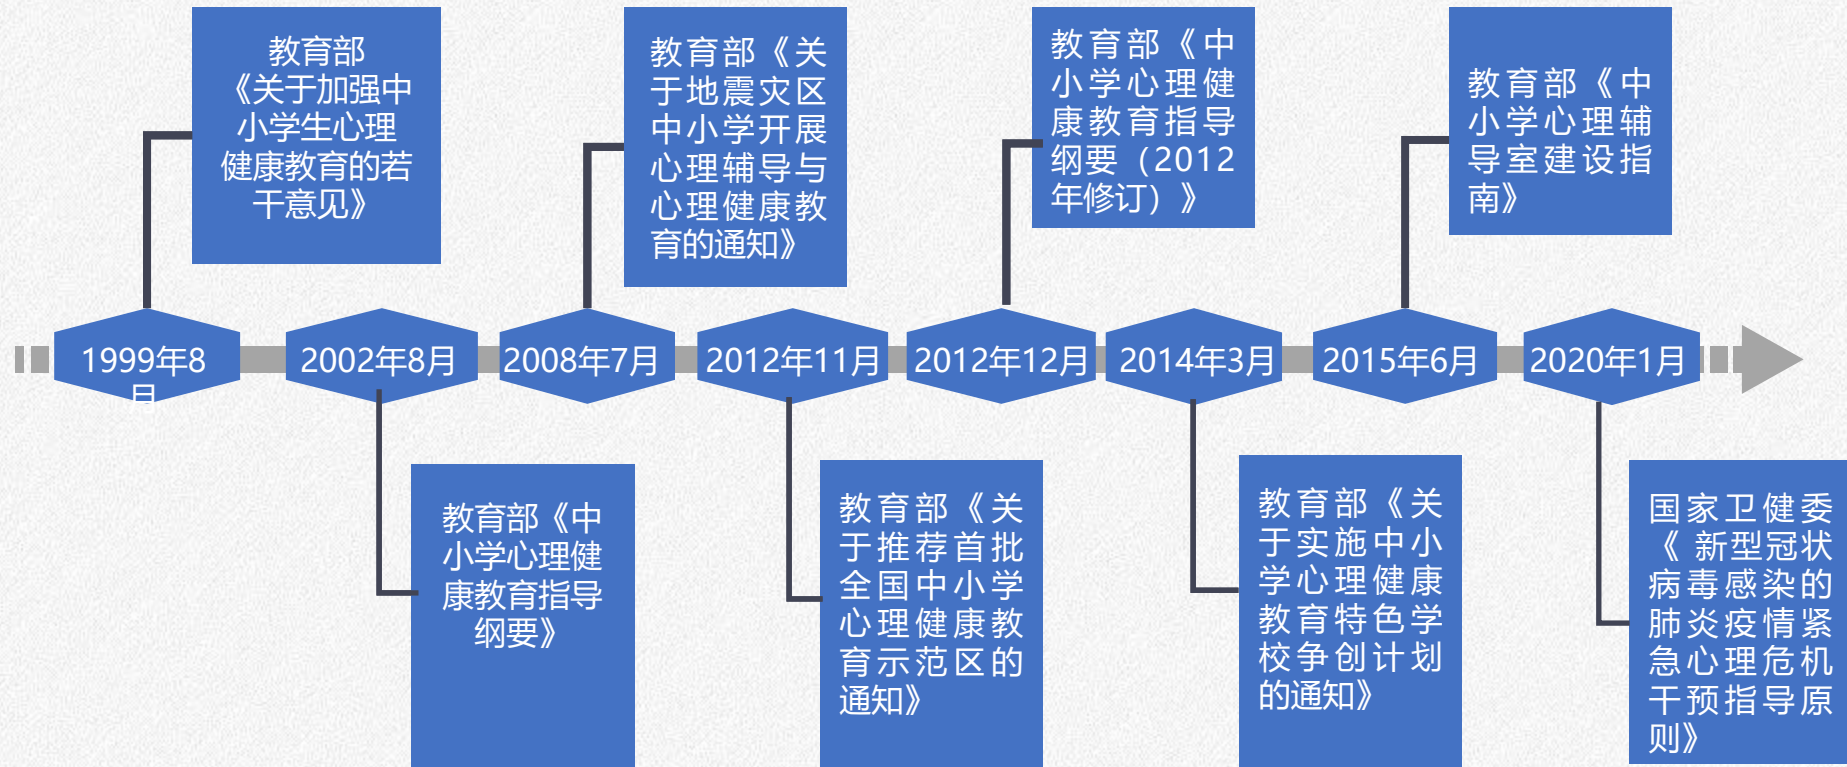 教育部
《关于加强中
小学生心理
健康教育的若
干意见》
教育部《关
于地震灾区
中小学开展
心理辅导与
心理健康教
育的通知》
教育部《中
小学心理健
康教育指导
纲要（2012
年修订）》
教育部《中
小学心理辅
导室建设指
南》
1999年8
月
2002年8月
2008年7月
2012年11月
2012年12月
2014年3月
2015年6月
2020年1月
教育部《中
小学心理健
康教育指导
纲要》
教育部《关
于推荐首批
全国中小学
心理健康教
育示范区的
通知》
教育部《关
于实施中小
学心理健康
教育特色学
校争创计划
的通知》
国家卫健委
《 新型冠状
病毒感染的
肺炎疫情紧
急心理危机
干预指导原
则》